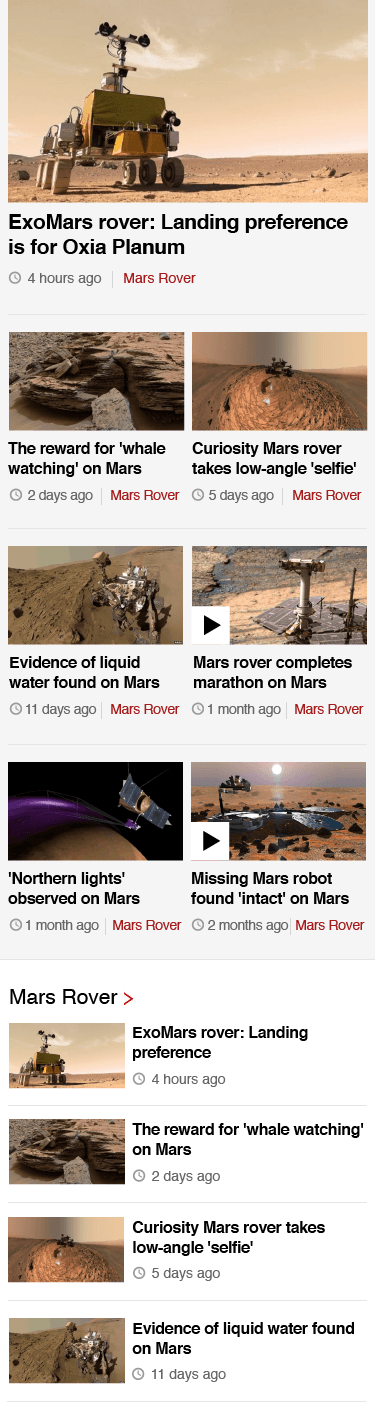 ExoMars rover: Landing preference
is for Oxia Planum
4 hours ago
Mars Rover
The reward for 'whale
watching' on Mars
2 days ago
Mars Rover
Curiosity Mars rover
takes low-angle 'selfie'
5 days ago
Mars Rover
Evidence of liquid
water found on Mars
11 days ago
Mars Rover
Mars rover completes
marathon on Mars
1 month ago
Mars Rover
'Northern lights'
observed on Mars
1 month ago
Mars Rover
Missing Mars robot
found 'intact' on Mars
2 months ago
Mars Rover
Mars Rover >
ExoMars rover: Landing
preference
4 hours ago
The reward for 'whale watching'
on Mars
2 days ago
Curiosity Mars rover takes
low-angle 'selfie'
5 days ago
Evidence of liquid water found
on Mars
11 days ago